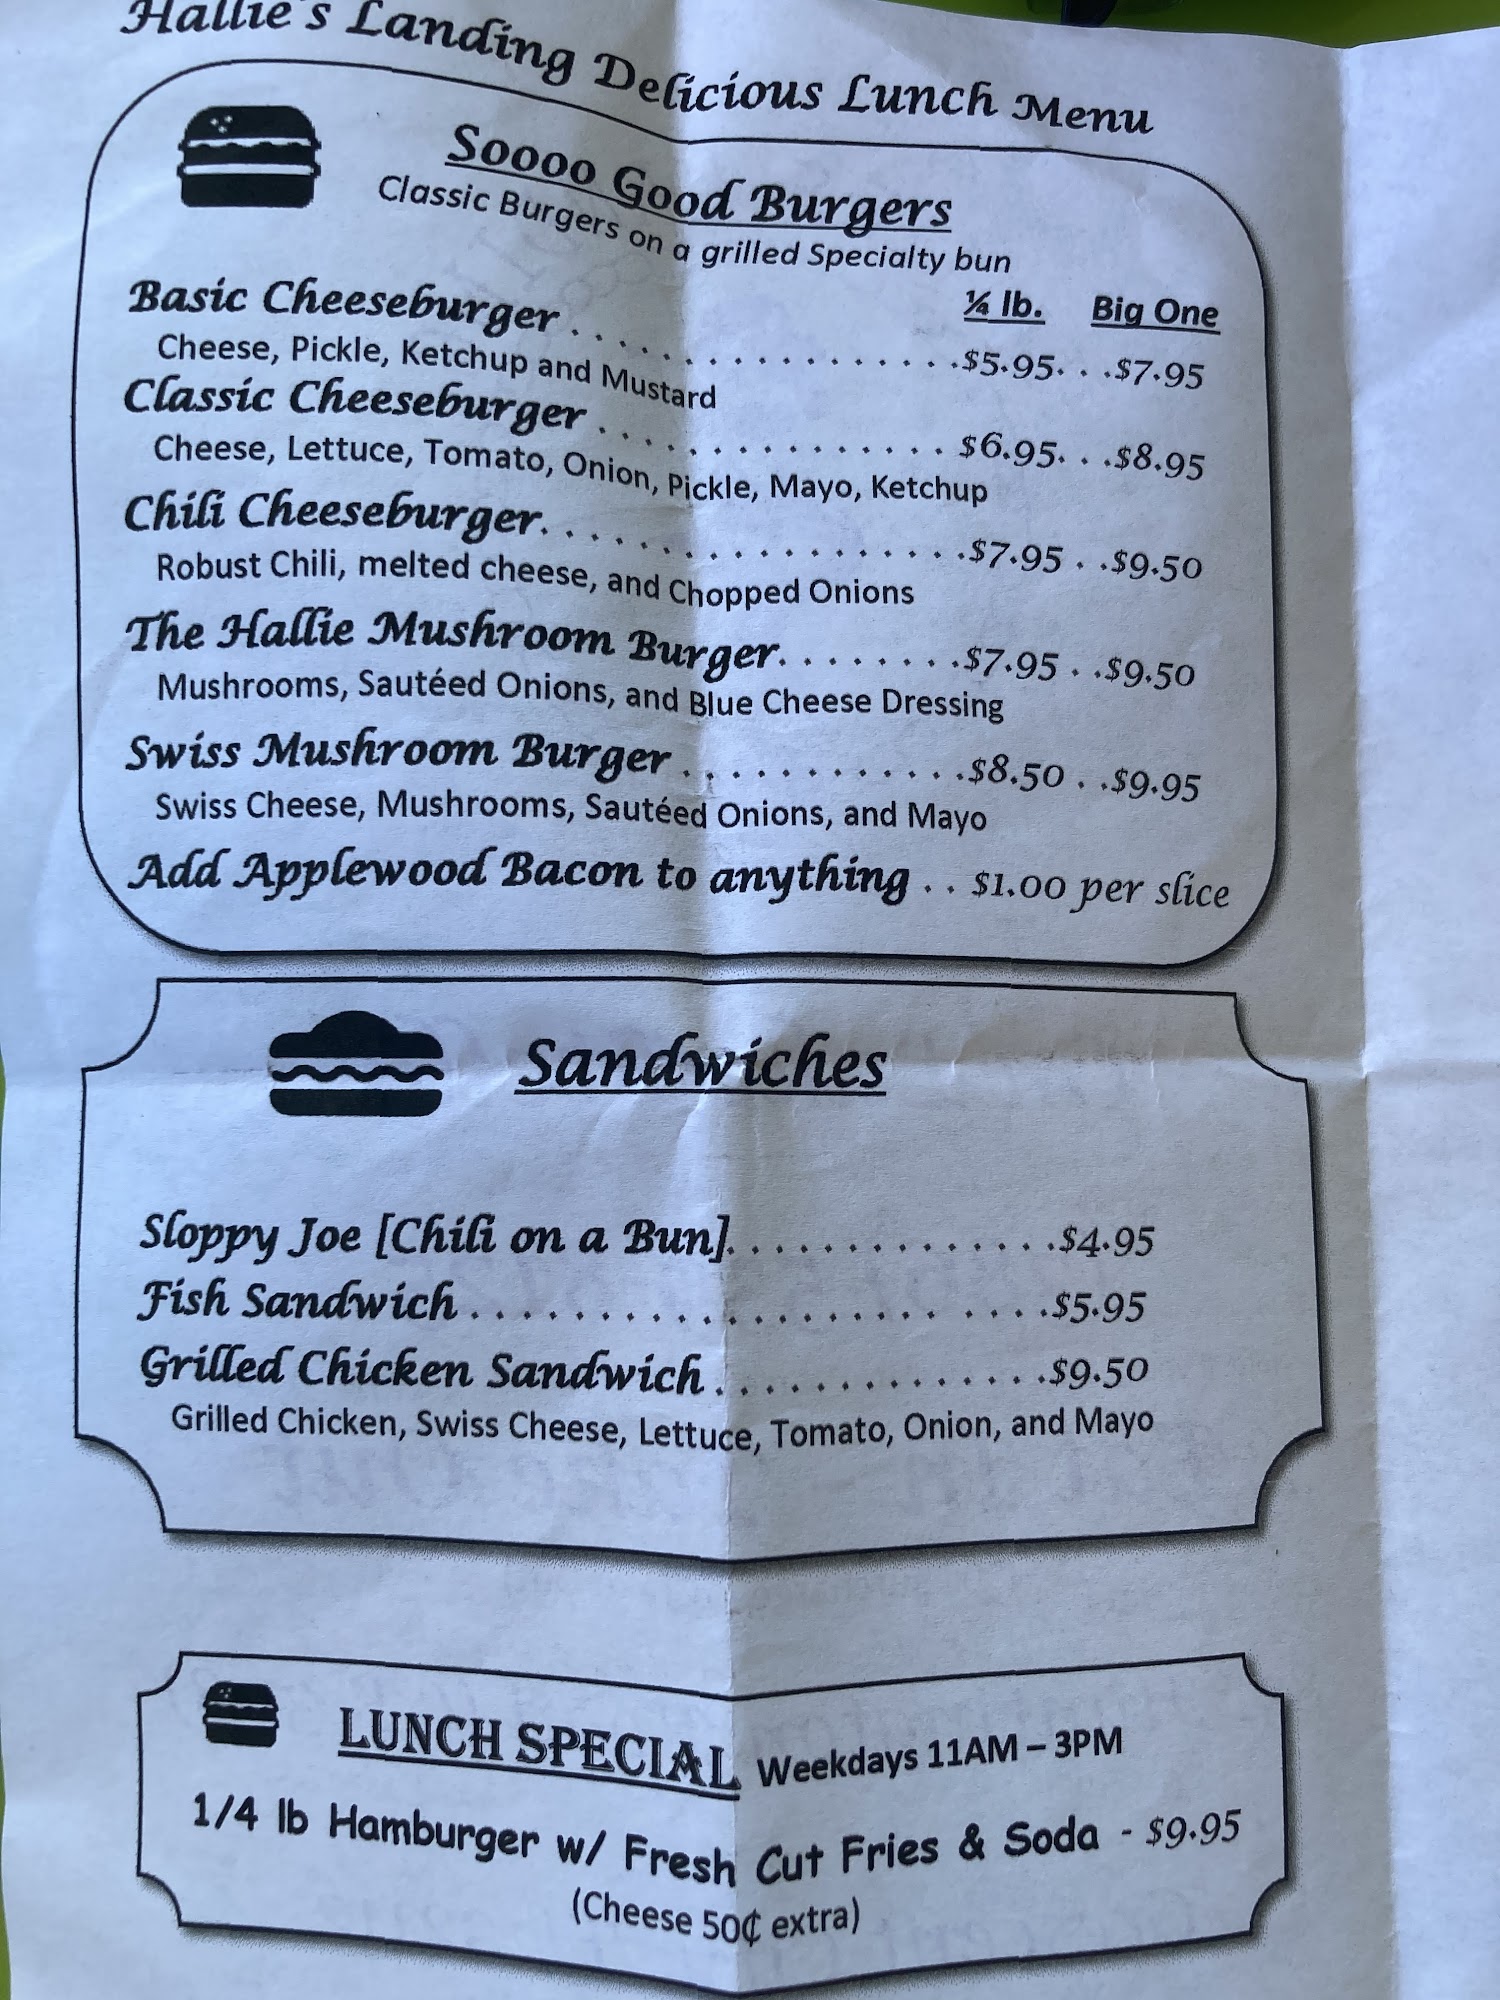 Hallie's Landing Delicious Lunch Menu
Soooo Good Burgers
Classic Burgers on a grilled Specialty bun
¼ lb. Big One
Basic Cheeseburger . . . . . . . . . . . . . . . . . . . .$5.95. . .$7.95
Cheese, Pickle, Ketchup and Mustard
Classic Cheeseburger . . . . . . . . . . . . . . . . $6.95. . .$8.95
Cheese, Lettuce, Tomato, Onion, Pickle, Mayo, Ketchup
Chili Cheeseburger. . . . . . . . . . . . . . . . . . . .$7.95 . .$9.50
Robust Chili, melted cheese, and Chopped Onions
The Hallie Mushroom Burger. . . . . . . .$7.95 . .$9.50
Mushrooms, Sautéed Onions, and Blue Cheese Dressing
Swiss Mushroom Burger . . . . . . . . . . . .$8.50 . .$9.95
Swiss Cheese, Mushrooms, Sautéed Onions, and Mayo
Add Applewood Bacon to anything . . $1.00 per slice
Sandwiches
Sloppy Joe [Chili on a Bun]. . . . . . . . . . . . . .$4.95
Fish Sandwich . . . . . . . . . . . . . . . . . . . . . .$5.95
Grilled Chicken Sandwich . . . . . . . . . . . . . .$9.50
Grilled Chicken, Swiss Cheese, Lettuce, Tomato, Onion, and Mayo
LUNCH SPECIAL Weekdays 11AM – 3PM
1/4 lb Hamburger w/ Fresh Cut Fries & Soda - $9.95
(Cheese 50¢ extra)